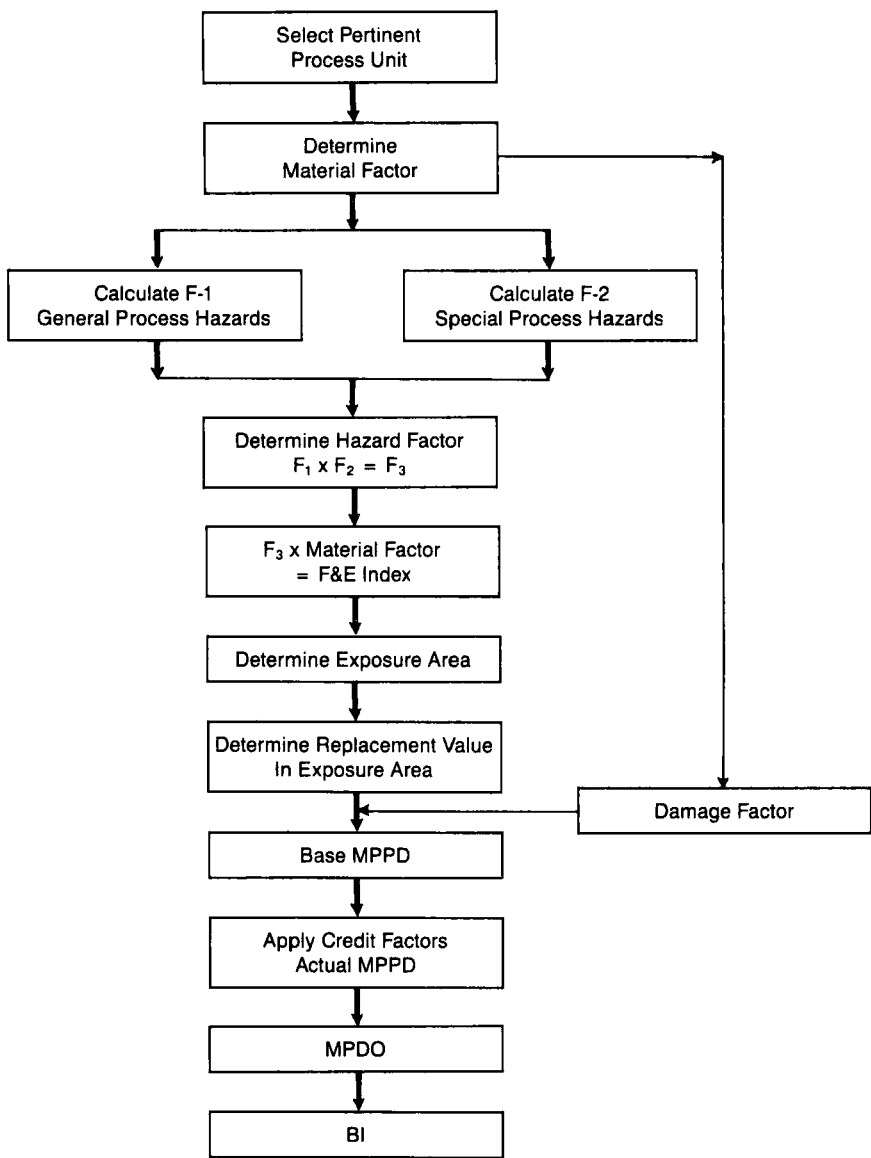 Select Pertinent
Process Unit
Determine
Material Factor
Calculate F-1
General Process Hazards
Calculate F-2
Special Process Hazards
Determine Hazard Factor
F₁ x F₂ = F₃
F₃ x Material Factor
= F&E Index
Determine Exposure Area
Determine Replacement Value
In Exposure Area
Damage Factor
Base MPPD
Apply Credit Factors
Actual MPPD
MPDO
BI